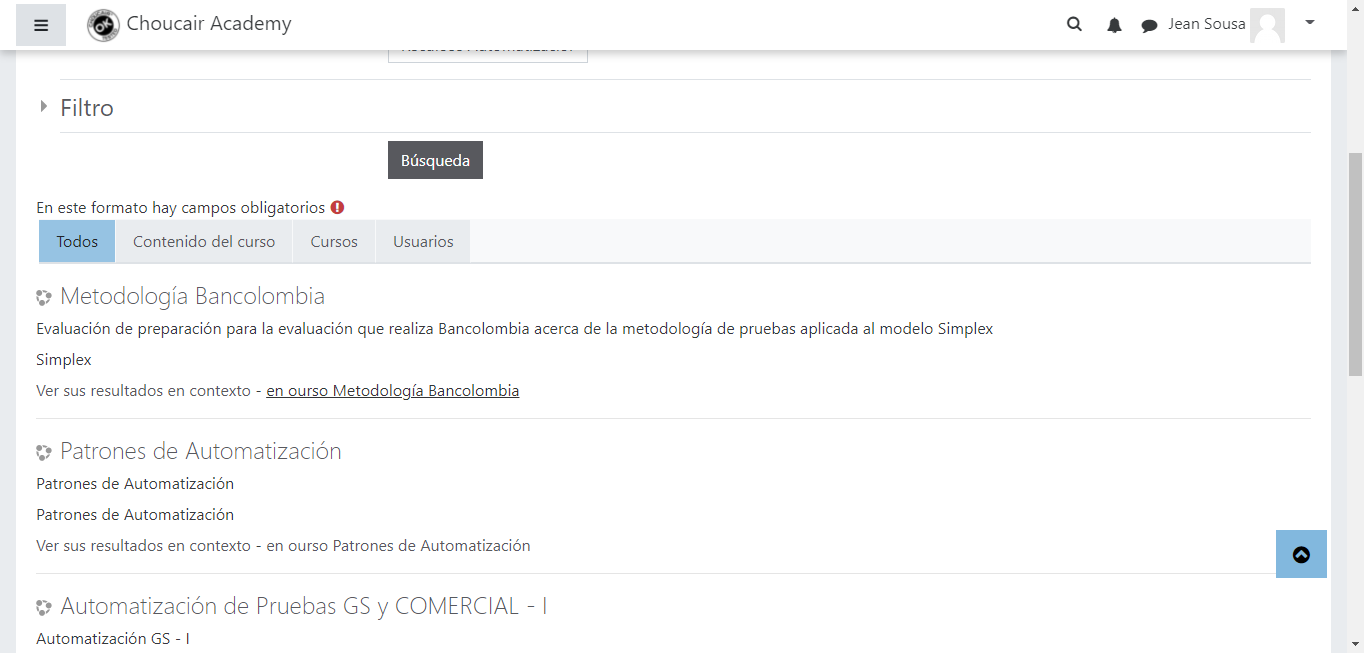 Choucair Academy
Jean Sousa
Filtro
Búsqueda
En este formato hay campos obligatorios
Todos Contenido del curso Cursos Usuarios
Metodología Bancolombia
Evaluación de preparación para la evaluación que realiza Bancolombia acerca de la metodología de pruebas aplicada al modelo Simplex
Simplex
Ver sus resultados en contexto - en ourso Metodología Bancolombia
Patrones de Automatización
Patrones de Automatización
Patrones de Automatización
Ver sus resultados en contexto - en ourso Patrones de Automatización
Automatización de Pruebas GS y COMERCIAL - I
Automatización GS - I